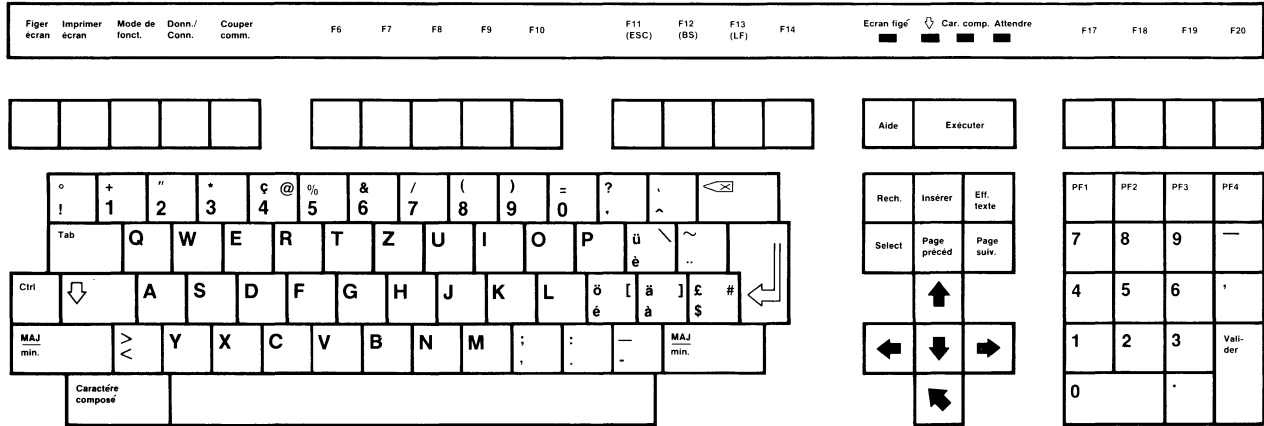 Figer Imprimer Mode de Donn./ Couper F6 F7 F8 F9 F10 F11 F12 F13 F14 Ecran figé Car. comp. Attendre F17 F18 F19 F20
écran écran fonct. Conn. comm. (ESC) (BS) (LF)
Aide Exécuter
° + " * ç @ % & / ( ) = ? `
! 1 2 3 4 5 6 7 8 9 0 ' ^
Rech. Insérer Eff. texte PF1 PF2 PF3 PF4
Tab Q W E R T Z U I O P ü \ ~
è ¨
Select Page précéd Page suiv. 7 8 9 —
Ctrl A S D F G H J K L ö [ ä ] £ #
é à $
4 5 6 ,
MAJ > Y X C V B N M ; : — MAJ
min. < , . - min.
1 2 3 Vali-
der
Caractére
composé
0 .